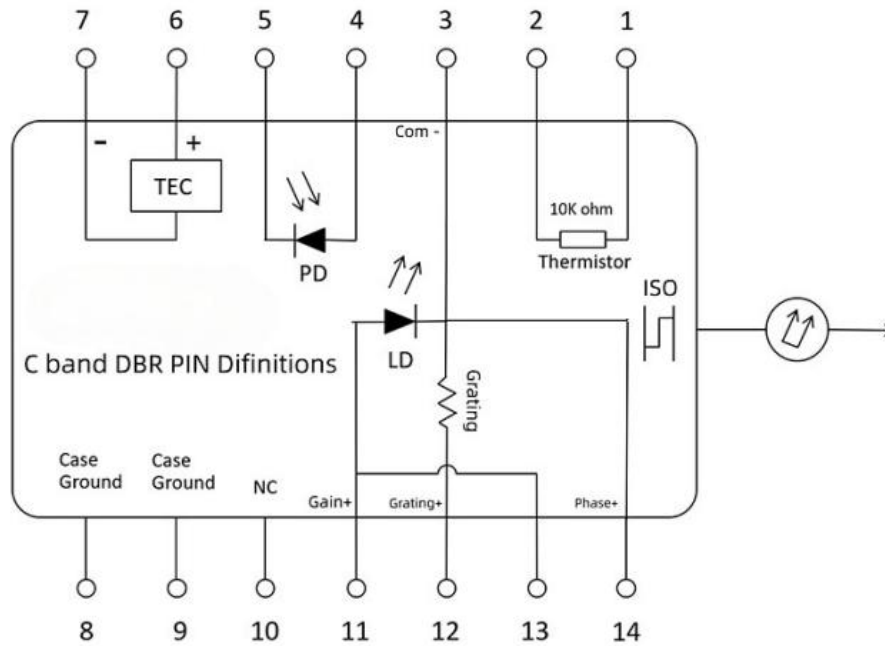 7 6 5 4 3 2 1
Com -
- +
TEC
10K ohm
PD
Thermistor
ISO
LD
C band DBR PIN Difinitions
Grating
Case
Ground
Case
Ground
NC
Gain+
Grating+
Phase+
8 9 10 11 12 13 14